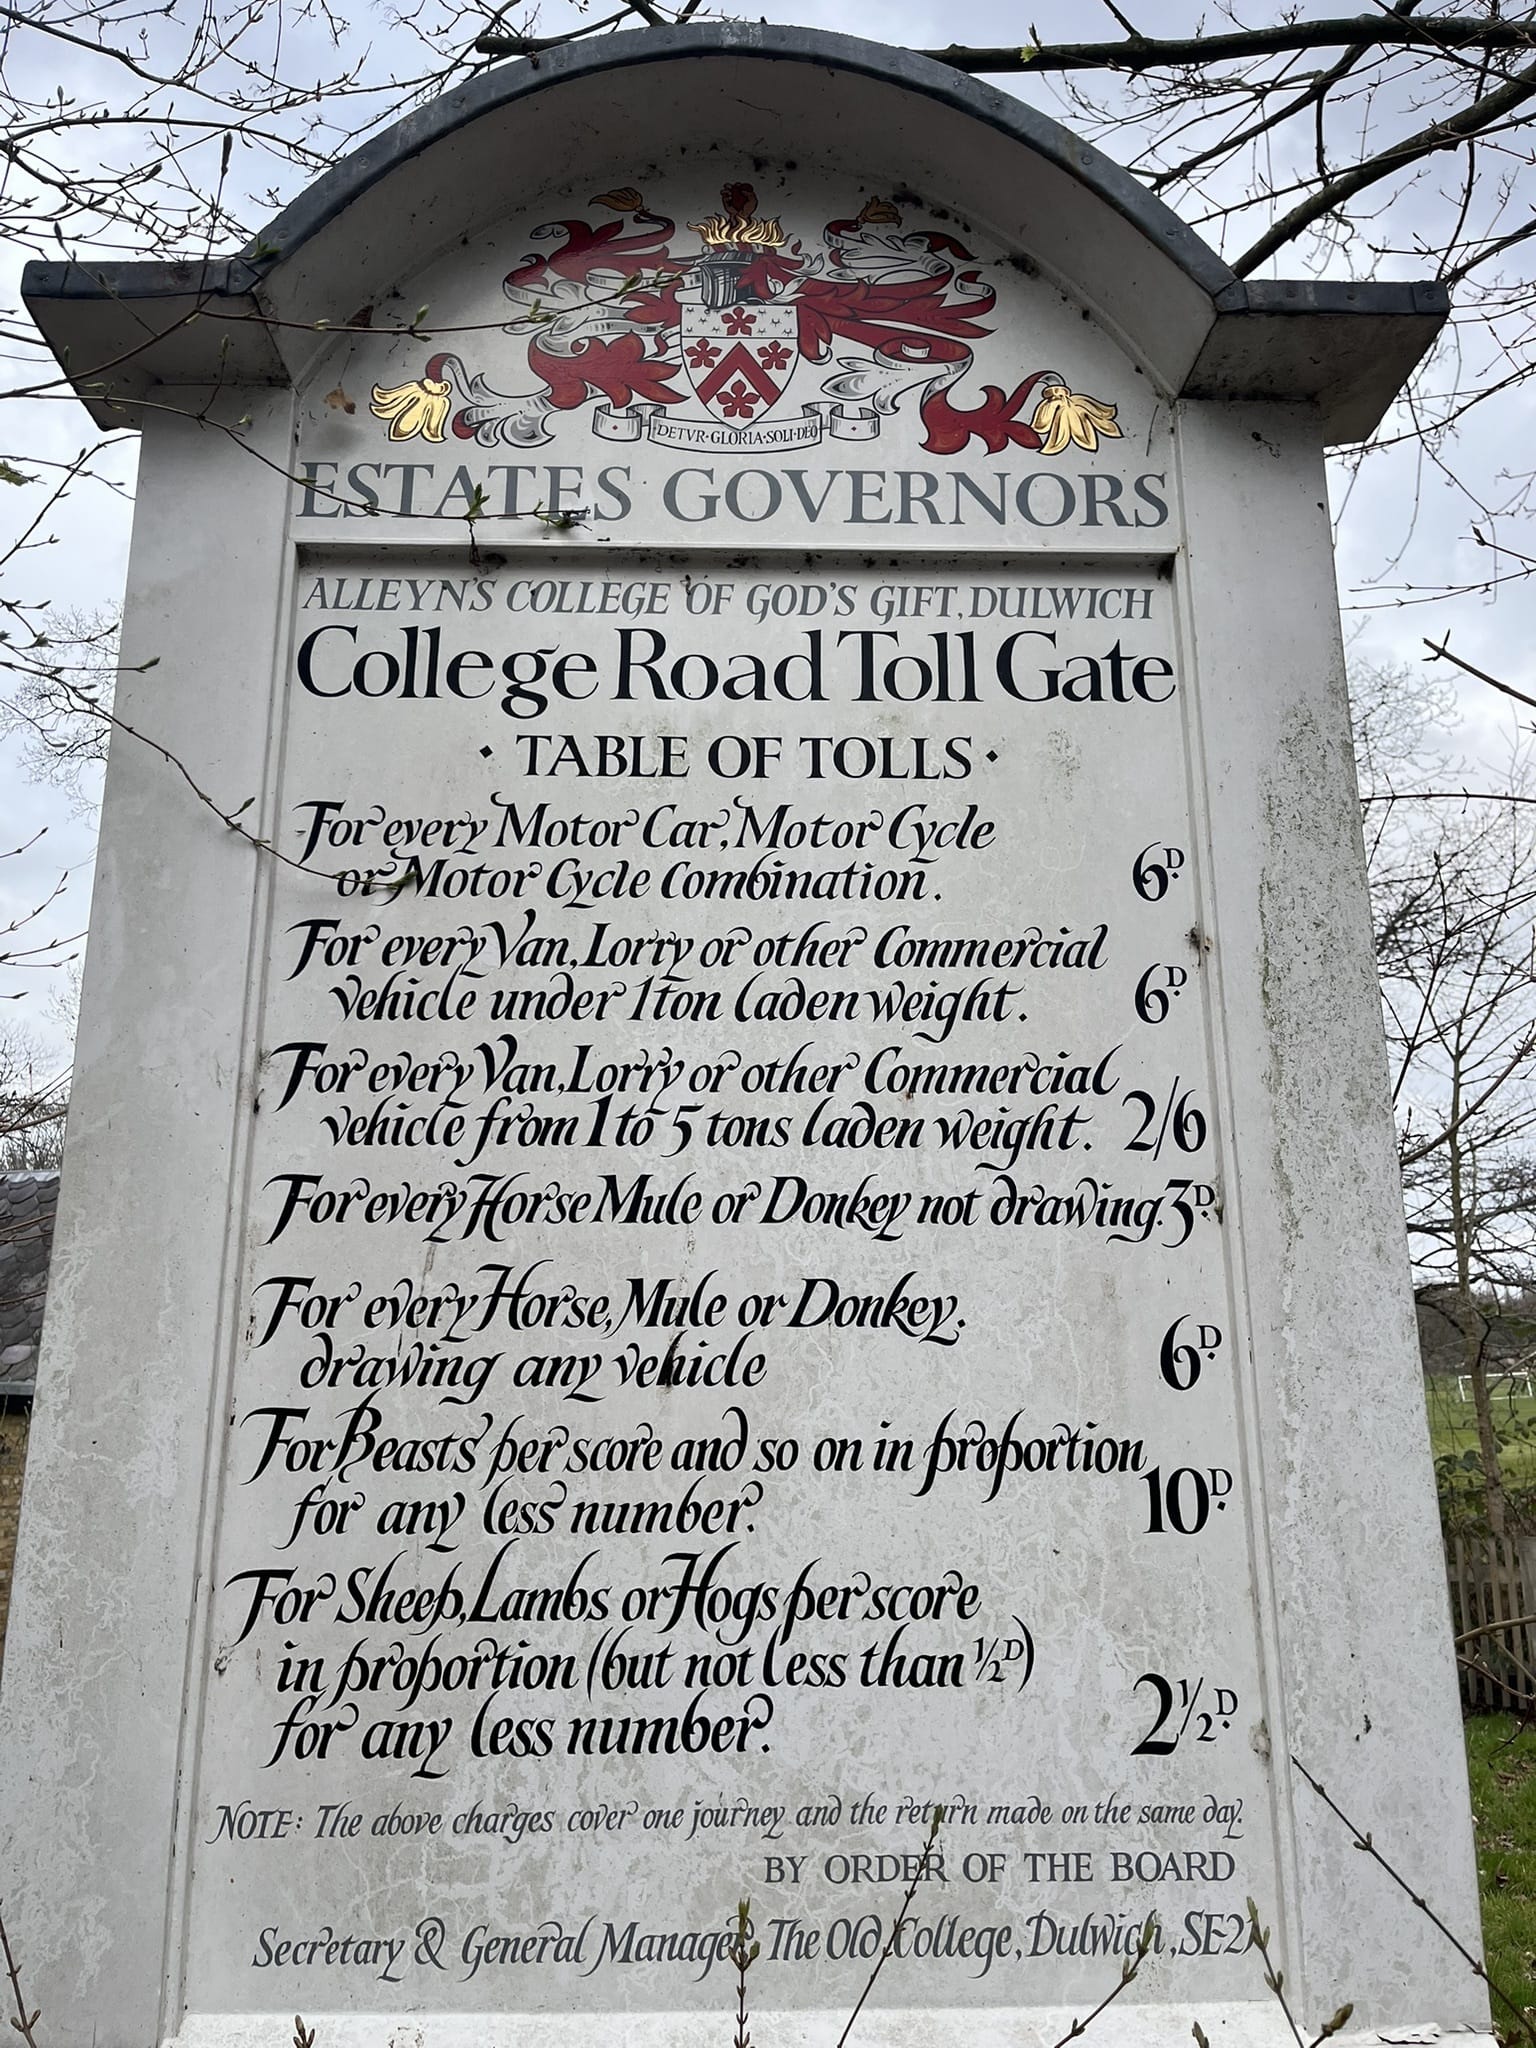 DETVR·GLORIA·SOLI·DEO
ESTATES GOVERNORS
ALLEYN'S COLLEGE OF GOD'S GIFT, DULWICH
College Road Toll Gate
· TABLE OF TOLLS ·
For every Motor Car, Motor Cycle
or Motor Cycle Combination. 6D.
For every Van, Lorry or other Commercial
vehicle under 1 ton laden weight. 6D.
For every Van, Lorry or other Commercial
vehicle from 1 to 5 tons laden weight. 2/6
For every Horse Mule or Donkey not drawing. 3D.
For every Horse, Mule or Donkey.
drawing any vehicle 6D.
For Beasts per score and so on in proportion
for any less number. 10D.
For Sheep, Lambs or Hogs per score
in proportion (but not less than ½D)
for any less number. 2½D.
NOTE: The above charges cover one journey and the return made on the same day.
BY ORDER OF THE BOARD
Secretary & General Manager, The Old College, Dulwich, SE21